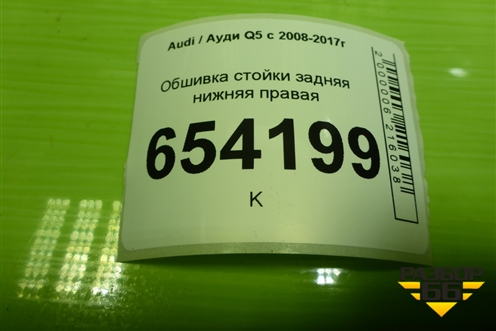 Audi / Ауди Q5 с 2008-2017г
Обшивка стойки задняя
нижняя правая
654199
К
2000006216038
РАЗБОР
66